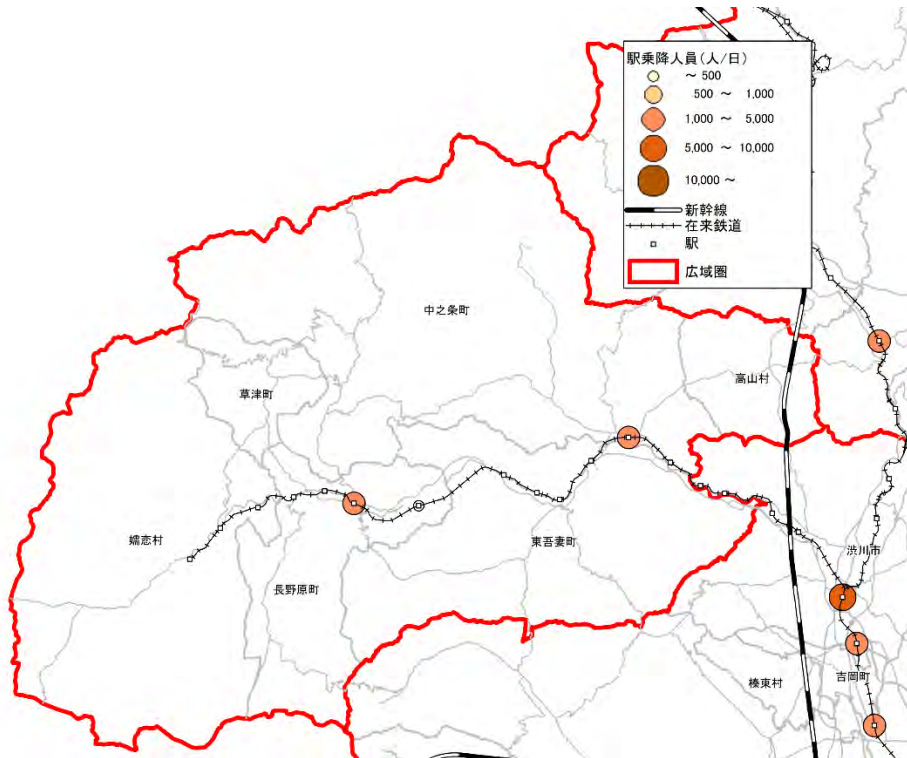 駅乗降人員(人/日)
～ 500
500 ～ 1,000
1,000 ～ 5,000
5,000 ～ 10,000
10,000 ～
新幹線
在来鉄道
駅
広域圏
中之条町
高山村
草津町
嬬恋村
東吾妻町
渋川市
長野原町
榛東村
吉岡町